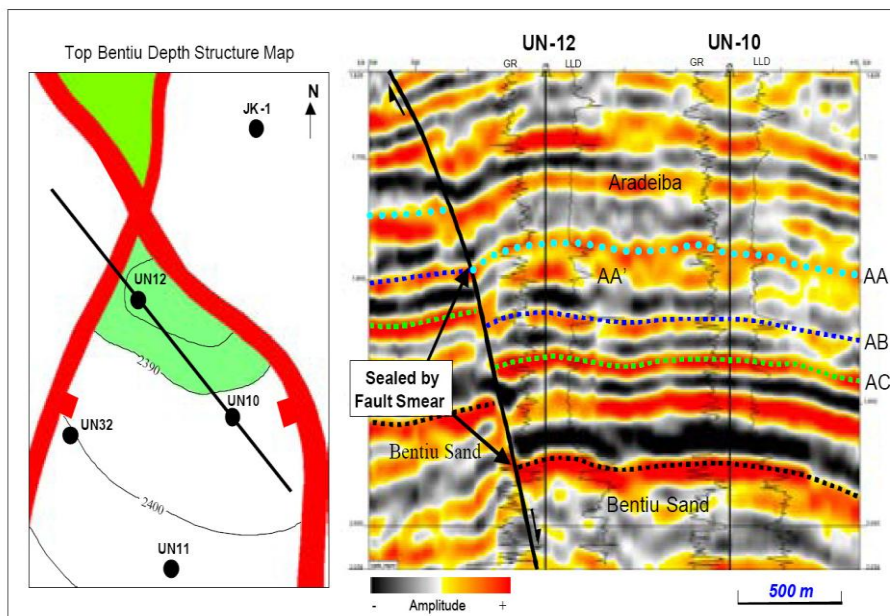 Top Bentiu Depth Structure Map
JK-1
N
UN12
2390
UN10
UN32
2400
UN11
UN-12
UN-10
GR
LLD
GR
LLD
Aradeiba
AA'
AA
AB
AC
Sealed by
Fault Smear
Bentiu Sand
Bentiu Sand
- Amplitude +
500 m